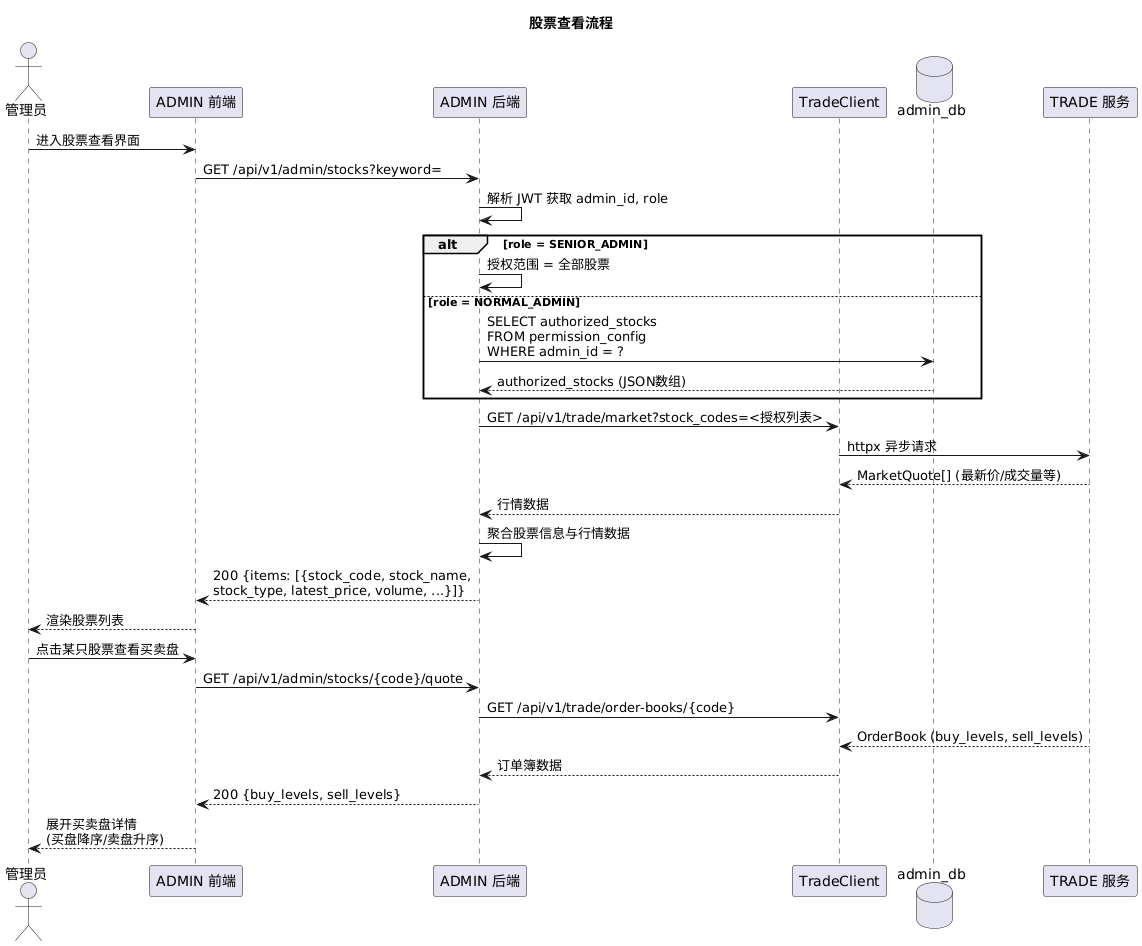 股票查看流程
管理员
ADMIN 前端
ADMIN 后端
TradeClient
admin_db
TRADE 服务
进入股票查看界面
GET /api/v1/admin/stocks?keyword=
解析 JWT 获取 admin_id, role
alt
[role = SENIOR_ADMIN]
授权范围 = 全部股票
[role = NORMAL_ADMIN]
SELECT authorized_stocks
FROM permission_config
WHERE admin_id = ?
authorized_stocks (JSON数组)
GET /api/v1/trade/market?stock_codes=<授权列表>
httpx 异步请求
MarketQuote[] (最新价/成交量等)
行情数据
聚合股票信息与行情数据
200 {items: [{stock_code, stock_name,
stock_type, latest_price, volume, ...}]}
渲染股票列表
点击某只股票查看买卖盘
GET /api/v1/admin/stocks/{code}/quote
GET /api/v1/trade/order-books/{code}
OrderBook (buy_levels, sell_levels)
订单簿数据
200 {buy_levels, sell_levels}
展开买卖盘详情
(买盘降序/卖盘升序)
管理员
ADMIN 前端
ADMIN 后端
TradeClient
admin_db
TRADE 服务